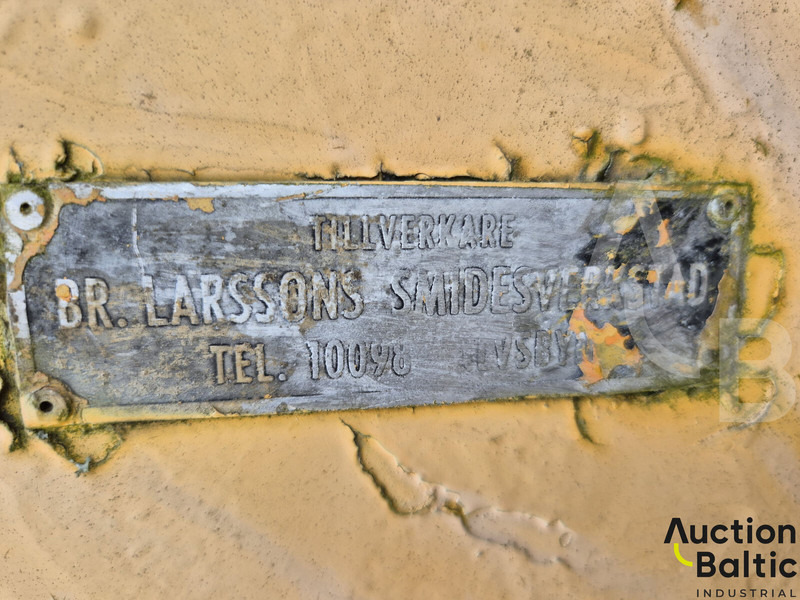 TILLVERKARE
BR. LARSSONS SMIDESVERKSTAD
TEL. 10098
Auction
Baltic
INDUSTRIAL